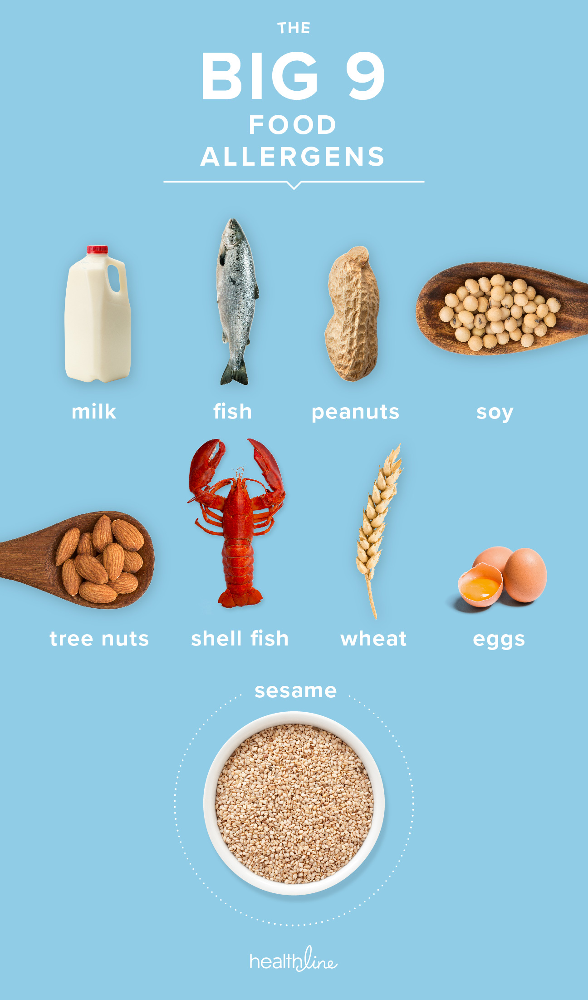 THE
BIG 9
FOOD
ALLERGENS
milk
fish
peanuts
soy
tree nuts
shell fish
wheat
eggs
sesame
healthline